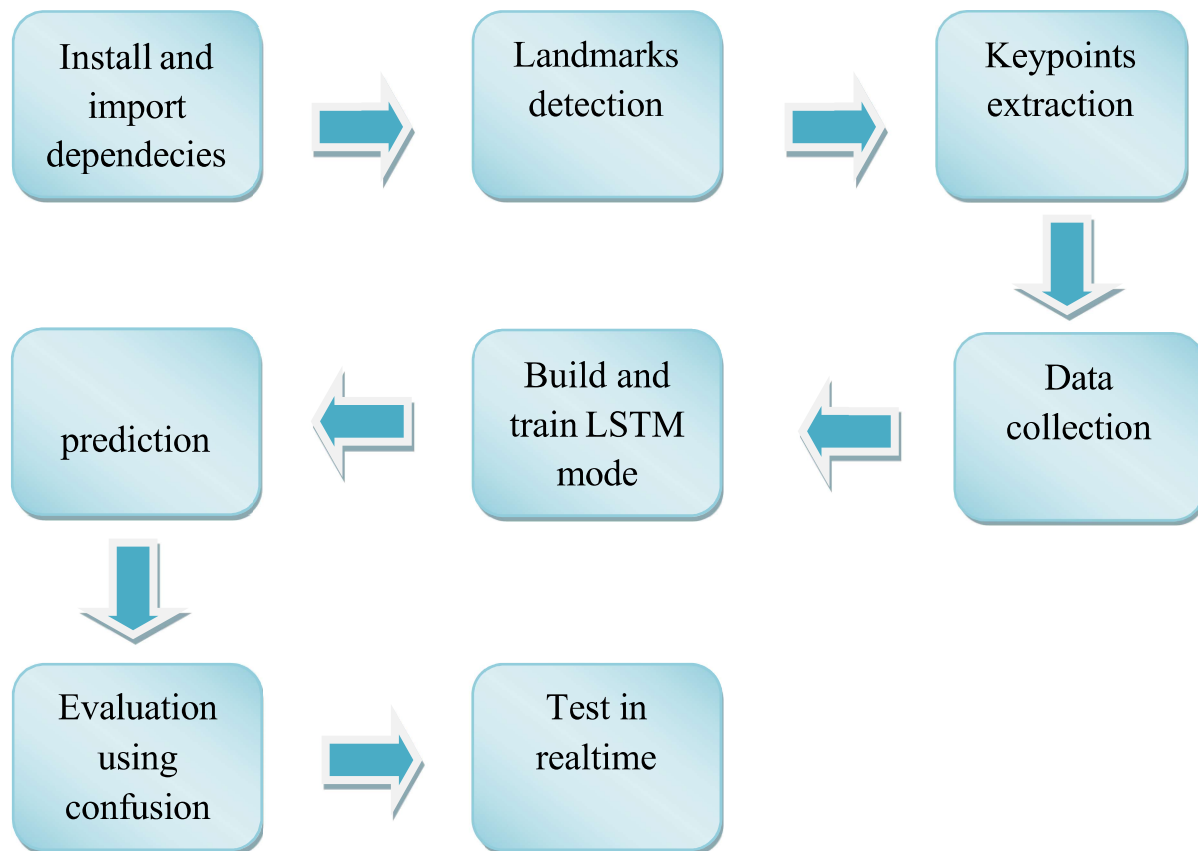 Install and
import
dependecies
Landmarks
detection
Keypoints
extraction
Data
collection
Build and
train LSTM
mode
prediction
Evaluation
using
confusion
Test in
realtime